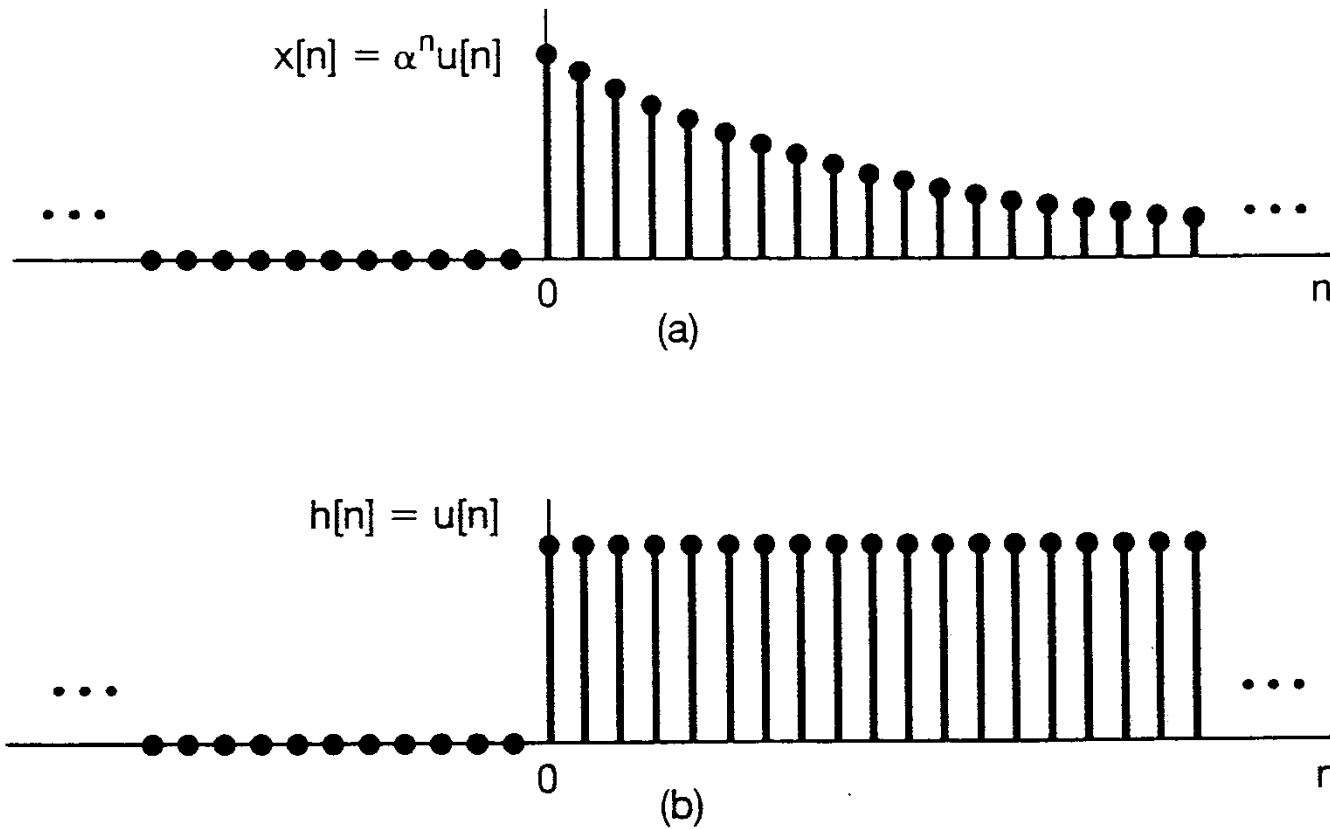 x[n] = αⁿu[n]
...
...
0
n
(a)
h[n] = u[n]
...
...
0
(b)